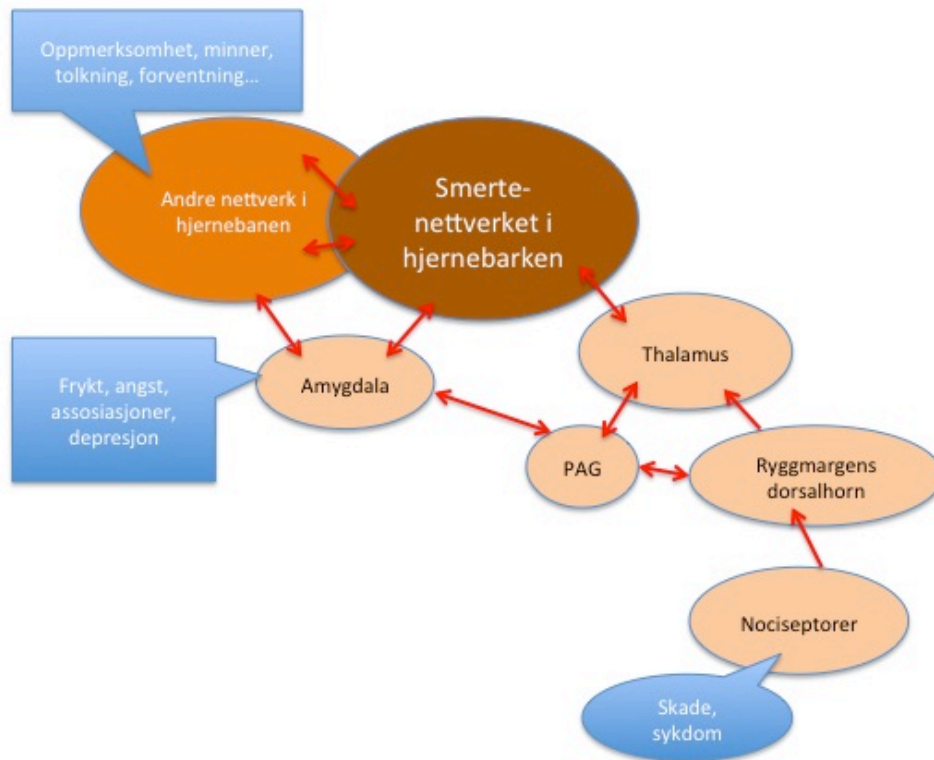 Oppmerksomhet, minner,
tolkning, forventning...
Andre nettverk i
hjernebanen
Smerte-
nettverket i
hjernebarken
Thalamus
Amygdala
Frykt, angst,
assosiasjoner,
depresjon
PAG
Ryggmargens
dorsalhorn
Nociseptorer
Skade,
sykdom